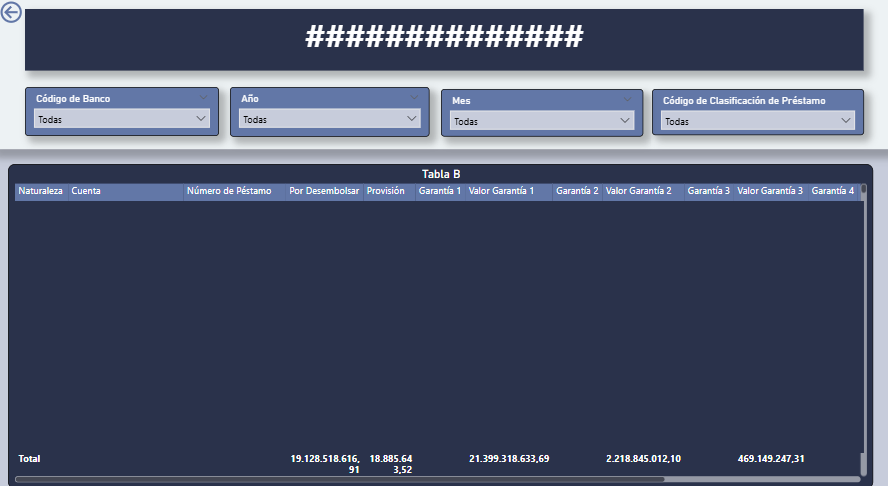 ##############
Código de Banco
Año
Mes
Código de Clasificación de Préstamo
Todas
Todas
Todas
Todas
Tabla B
Naturaleza Cuenta Número de Péstamo Por Desembolsar Provisión Garantía 1 Valor Garantía 1 Garantía 2 Valor Garantía 2 Garantía 3 Valor Garantía 3 Garantía 4
Total 19.128.518.616,91 18.885.643,52 21.399.318.633,69 2.218.845.012,10 469.149.247,31